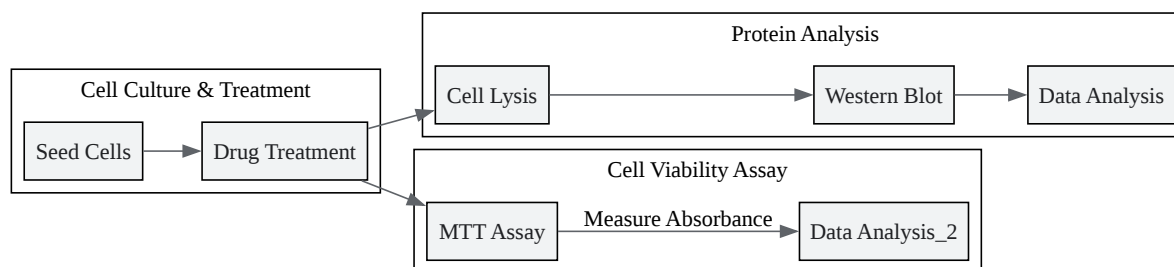 Protein Analysis
Cell Culture & Treatment
Cell Lysis
Western Blot
Data Analysis
Seed Cells
Drug Treatment
Cell Viability Assay
MTT Assay
Measure Absorbance
Data Analysis_2